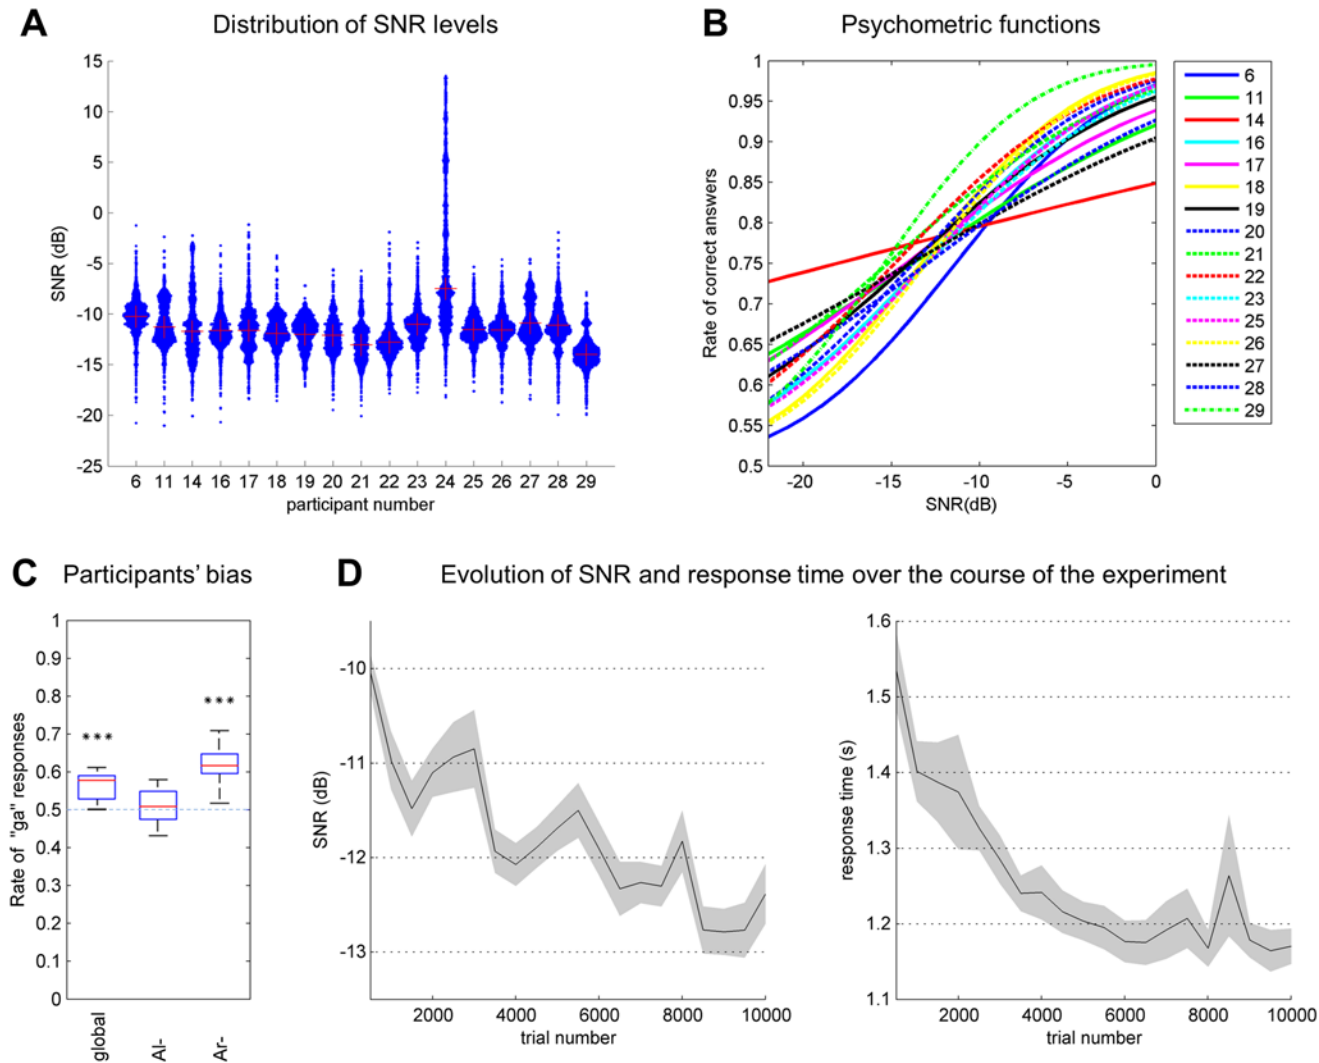 A
Distribution of SNR levels
15
10
5
0
-5
-10
-15
-20
-25
SNR (dB)
6 11 14 16 17 18 19 20 21 22 23 24 25 26 27 28 29
participant number
B
Psychometric functions
1
0.95
0.9
0.85
0.8
0.75
0.7
0.65
0.6
0.55
0.5
Rate of correct answers
-20 -15 -10 -5 0
SNR(dB)
6
11
14
16
17
18
19
20
21
22
23
25
26
27
28
29
C
Participants' bias
1
0.9
0.8
0.7
0.6
0.5
0.4
0.3
0.2
0.1
0
Rate of "ga" responses
***
***
global
Al-
Ar-
D
Evolution of SNR and response time over the course of the experiment
-10
-11
-12
-13
SNR (dB)
2000 4000 6000 8000 10000
trial number
1.6
1.5
1.4
1.3
1.2
1.1
response time (s)
2000 4000 6000 8000 10000
trial number